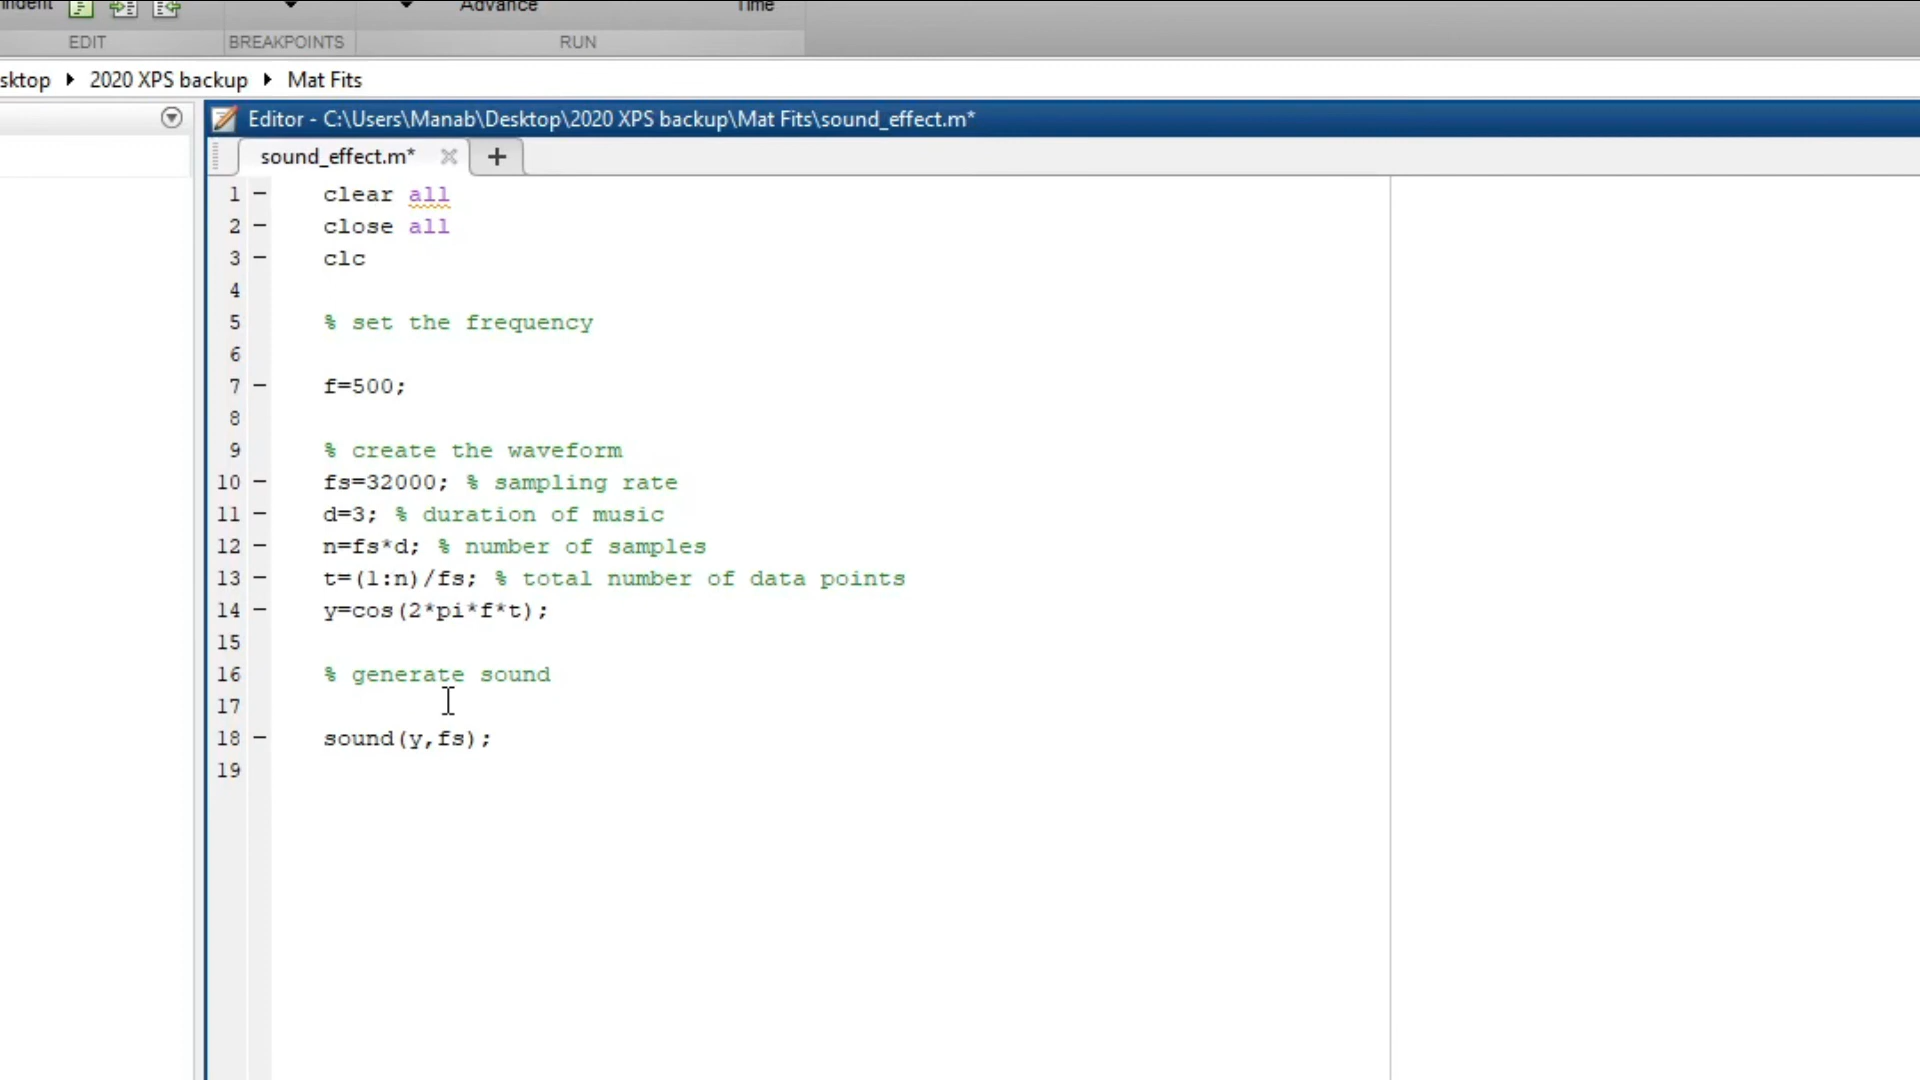 Advance Time
EDIT BREAKPOINTS RUN
2020 XPS backup Mat Fits
Editor - C:\Users\Manab\Desktop\2020 XPS backup\Mat Fits\sound_effect.m*
sound_effect.m*
1 clear all
2 close all
3 clc
4
5 % set the frequency
6
7 f=500;
8
9 % create the waveform
10 fs=32000; % sampling rate
11 d=3; % duration of music
12 n=fs*d; % number of samples
13 t=(1:n)/fs; % total number of data points
14 y=cos(2*pi*f*t);
15
16 % generate sound
17
18 sound(y,fs);
19